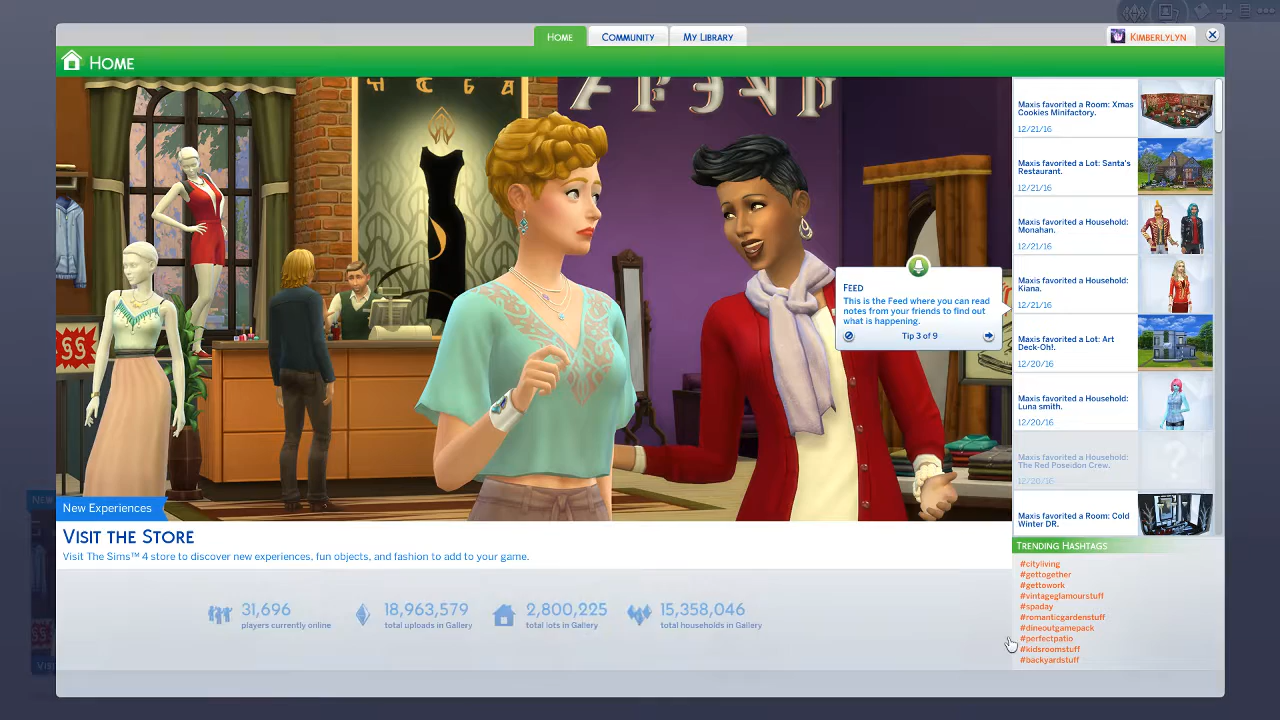 HOME
COMMUNITY
MY LIBRARY
KIMBERLYLYN
HOME
Maxis favorited a Room: Xmas
Cookies Minifactory.
12/21/16
Maxis favorited a Lot: Santa's
Restaurant.
12/21/16
Maxis favorited a Household:
Monahan.
12/21/16
Maxis favorited a Household:
Kiana.
12/21/16
Maxis favorited a Lot: Art
Deck-Oh!.
12/20/16
Maxis favorited a Household:
Luna smith.
12/20/16
Maxis favorited a Household:
The Red Poseidon Crew.
12/20/16
Maxis favorited a Room: Cold
Winter DR.
FEED
This is the Feed where you can read
notes from your friends to find out
what is happening.
Tip 3 of 9
New Experiences
VISIT THE STORE
Visit The Sims™ 4 store to discover new experiences, fun objects, and fashion to add to your game.
31,696
players currently online
18,963,579
total uploads in Gallery
2,800,225
total lots in Gallery
15,358,046
total households in Gallery
TRENDING HASHTAGS
#cityliving
#gettogether
#gettowork
#vintageglamourstuff
#spaday
#romanticgardenstuff
#dineoutgamepack
#perfectpatio
#kidsroomstuff
#backyardstuff